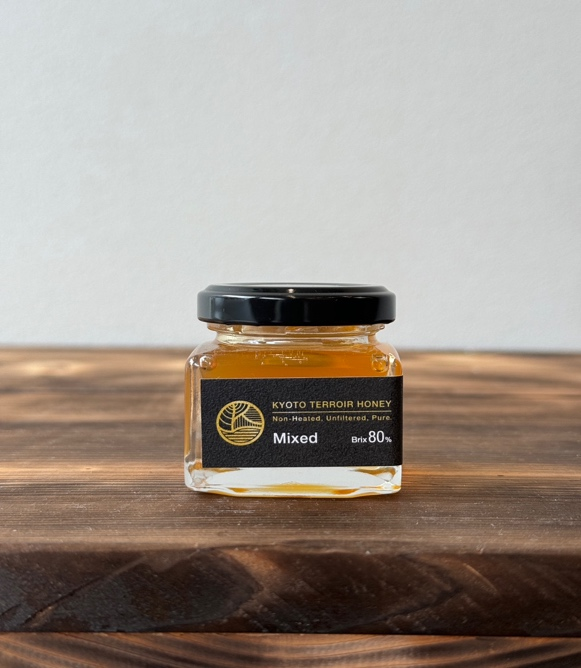 KYOTO TERROIR HONEY
Non-Heated, Unfiltered, Pure.
Mixed Brix 80%